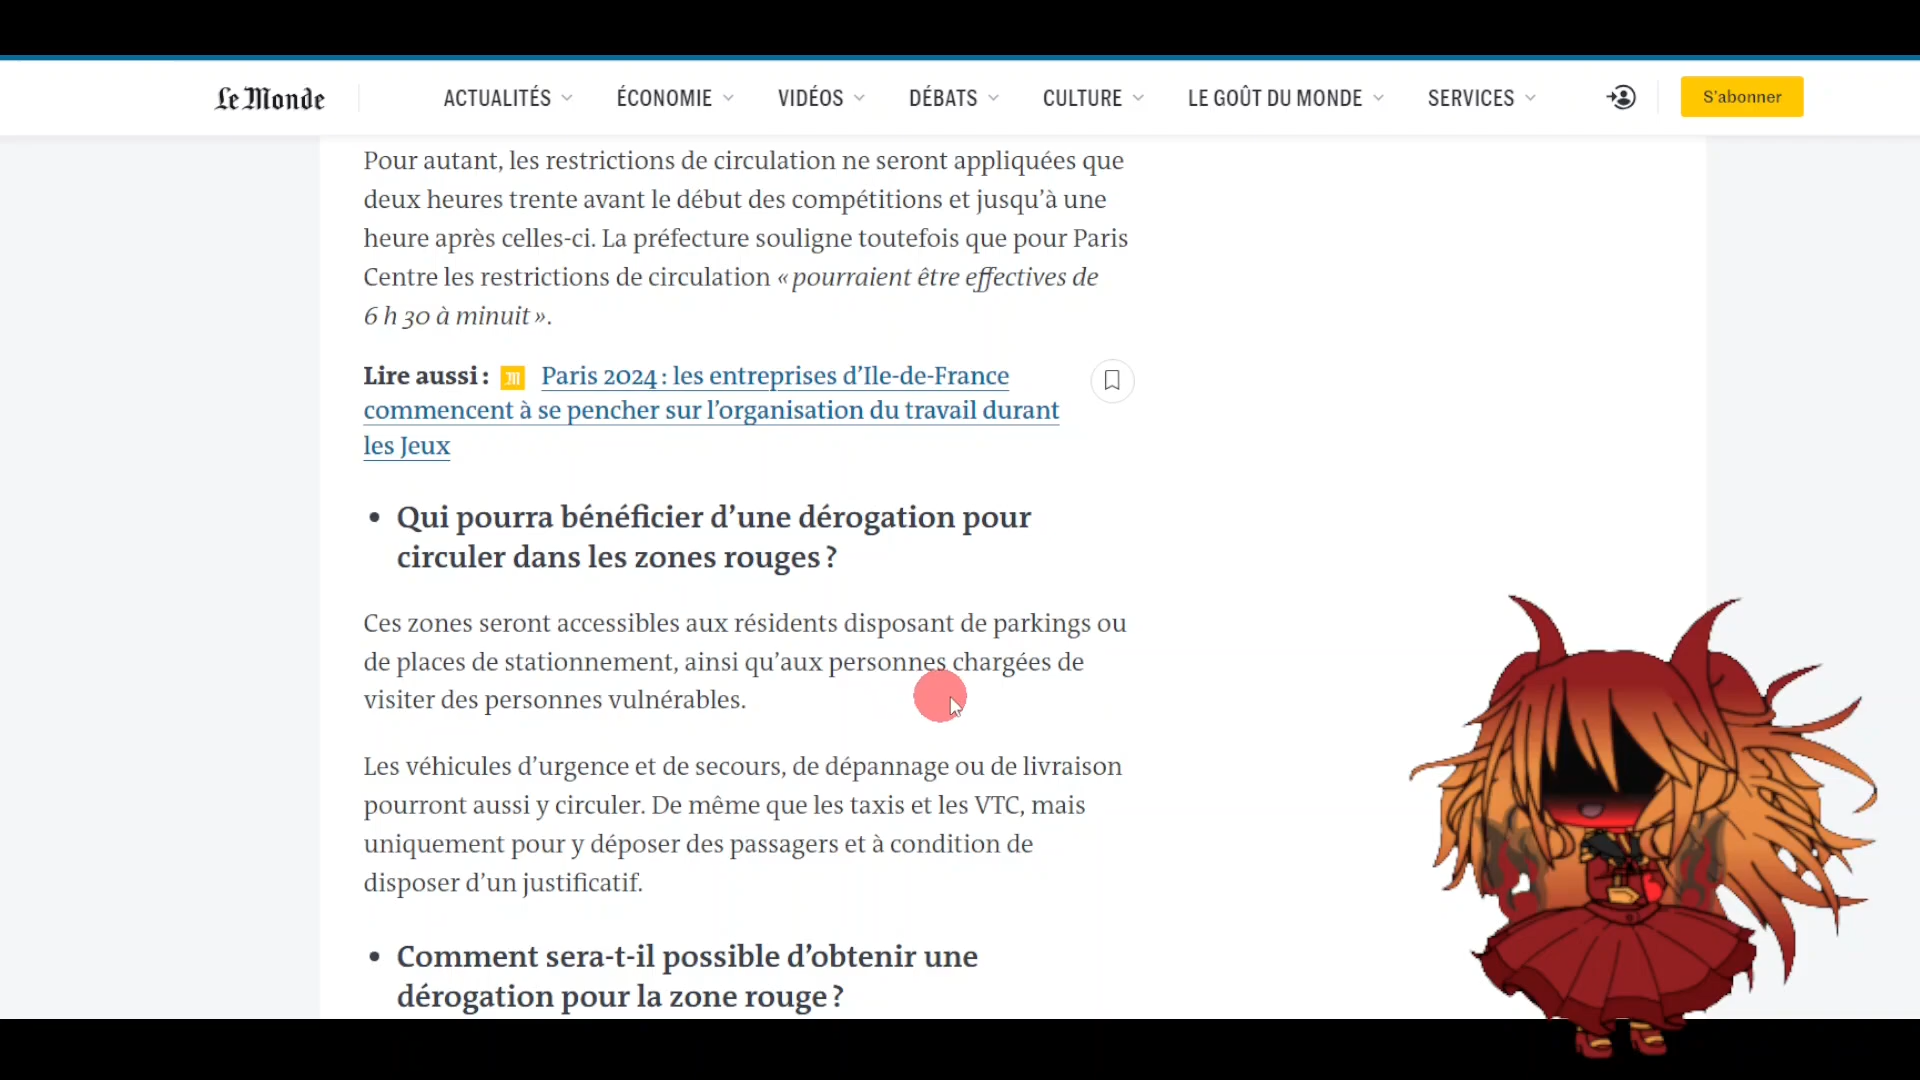 Le Monde
ACTUALITÉS
ÉCONOMIE
VIDÉOS
DÉBATS
CULTURE
LE GOÛT DU MONDE
SERVICES
S'abonner
Pour autant, les restrictions de circulation ne seront appliquées que
deux heures trente avant le début des compétitions et jusqu’à une
heure après celles-ci. La préfecture souligne toutefois que pour Paris
Centre les restrictions de circulation « pourraient être effectives de
6 h 30 à minuit ».
Lire aussi : M Paris 2024 : les entreprises d’Ile-de-France
commencent à se pencher sur l’organisation du travail durant
les Jeux
• Qui pourra bénéficier d’une dérogation pour
circuler dans les zones rouges ?
Ces zones seront accessibles aux résidents disposant de parkings ou
de places de stationnement, ainsi qu’aux personnes chargées de
visiter des personnes vulnérables.
Les véhicules d’urgence et de secours, de dépannage ou de livraison
pourront aussi y circuler. De même que les taxis et les VTC, mais
uniquement pour y déposer des passagers et à condition de
disposer d’un justificatif.
• Comment sera-t-il possible d’obtenir une
dérogation pour la zone rouge ?